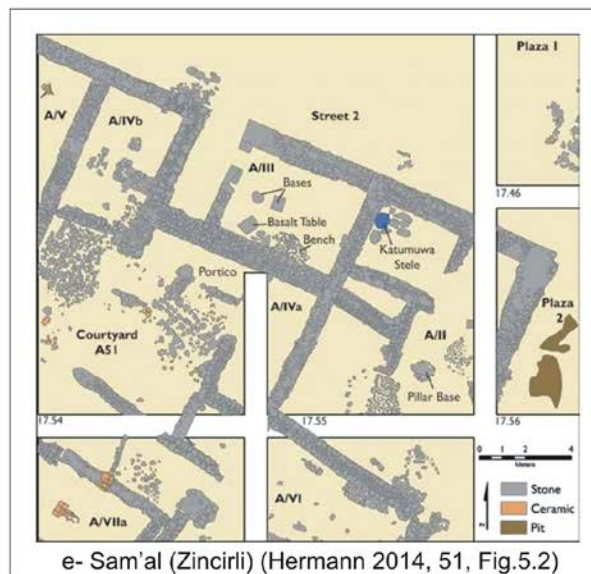 Plaza 1
Street 2
A/V
A/IVb
A/III
Bases
17.46
Basalt Table
Bench
Katumuwa
Stele
Portico
A/IVa
Plaza
2
Courtyard
A51
A/II
Pillar Base
17.54
17.55
17.56
0 1 2 4
Meters
Z
Stone
Ceramic
Pit
A/VIIa
A/VI
e- Sam'al (Zincirli) (Hermann 2014, 51, Fig.5.2)